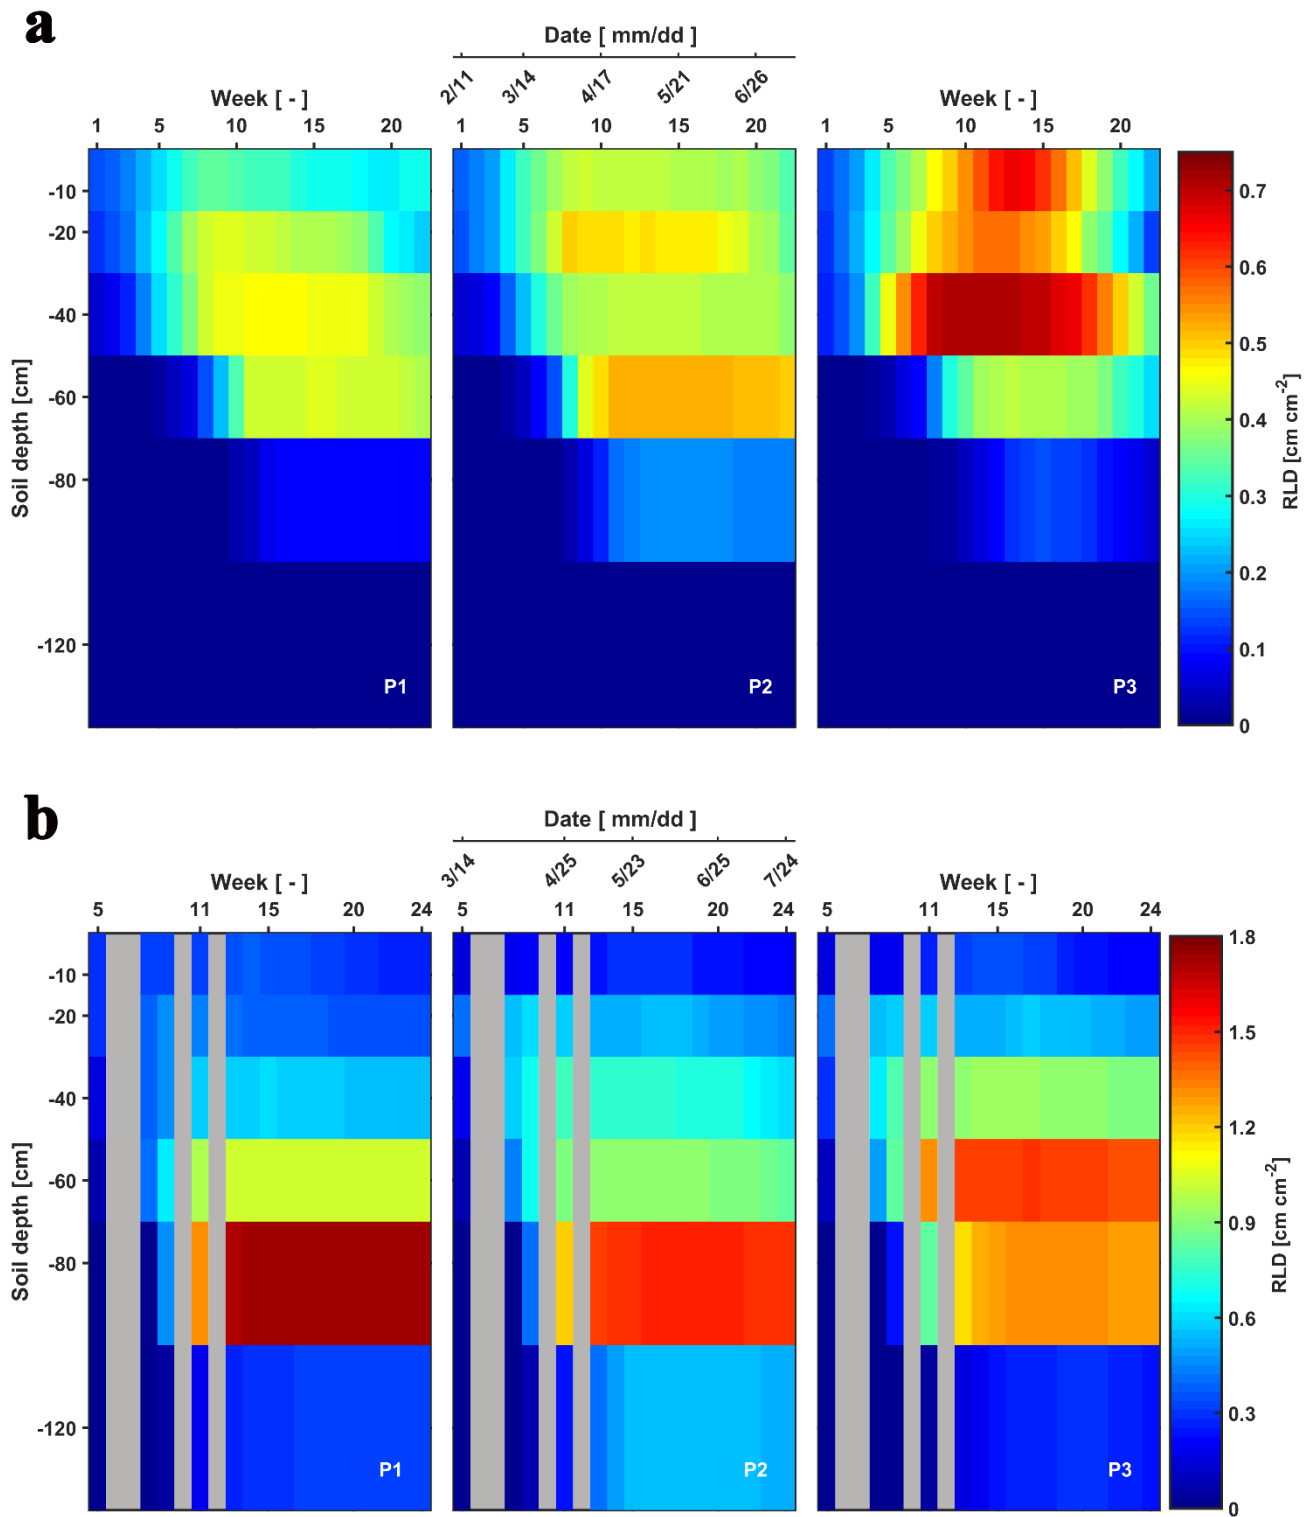 a
Date [ mm/dd ]
2/11 3/14 4/17 5/21 6/26
Week [ - ] Week [ - ]
1 5 10 15 20 1 5 10 15 20 1 5 10 15 20
-10
-20
-40
-60
-80
-120
Soil depth [cm]
P1 P2 P3
0.7
0.6
0.5
0.4
0.3
0.2
0.1
0
RLD [cm cm-2]
b
Date [ mm/dd ]
3/14 4/25 5/23 6/25 7/24
Week [ - ] Week [ - ]
5 11 15 20 24 5 11 15 20 24 5 11 15 20 24
-10
-20
-40
-60
-80
-120
Soil depth [cm]
P1 P2 P3
1.8
1.5
1.2
0.9
0.6
0.3
0
RLD [cm cm-2]